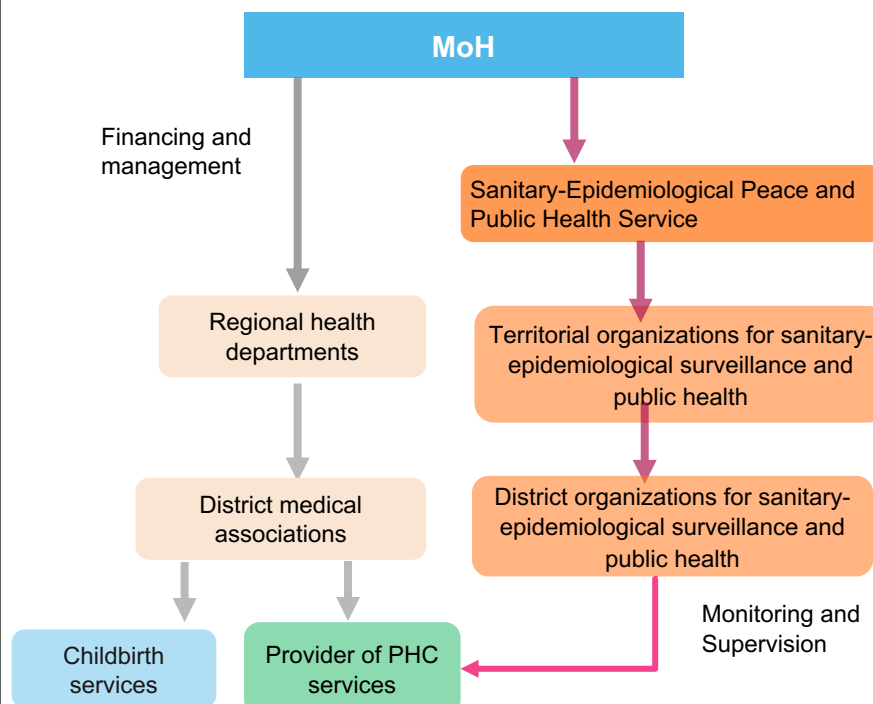 MoH
Financing and
management
Sanitary-Epidemiological Peace and
Public Health Service
Regional health
departments
Territorial organizations for sanitary-
epidemiological surveillance and
public health
District medical
associations
District organizations for sanitary-
epidemiological surveillance and
public health
Monitoring and
Supervision
Childbirth
services
Provider of PHC
services